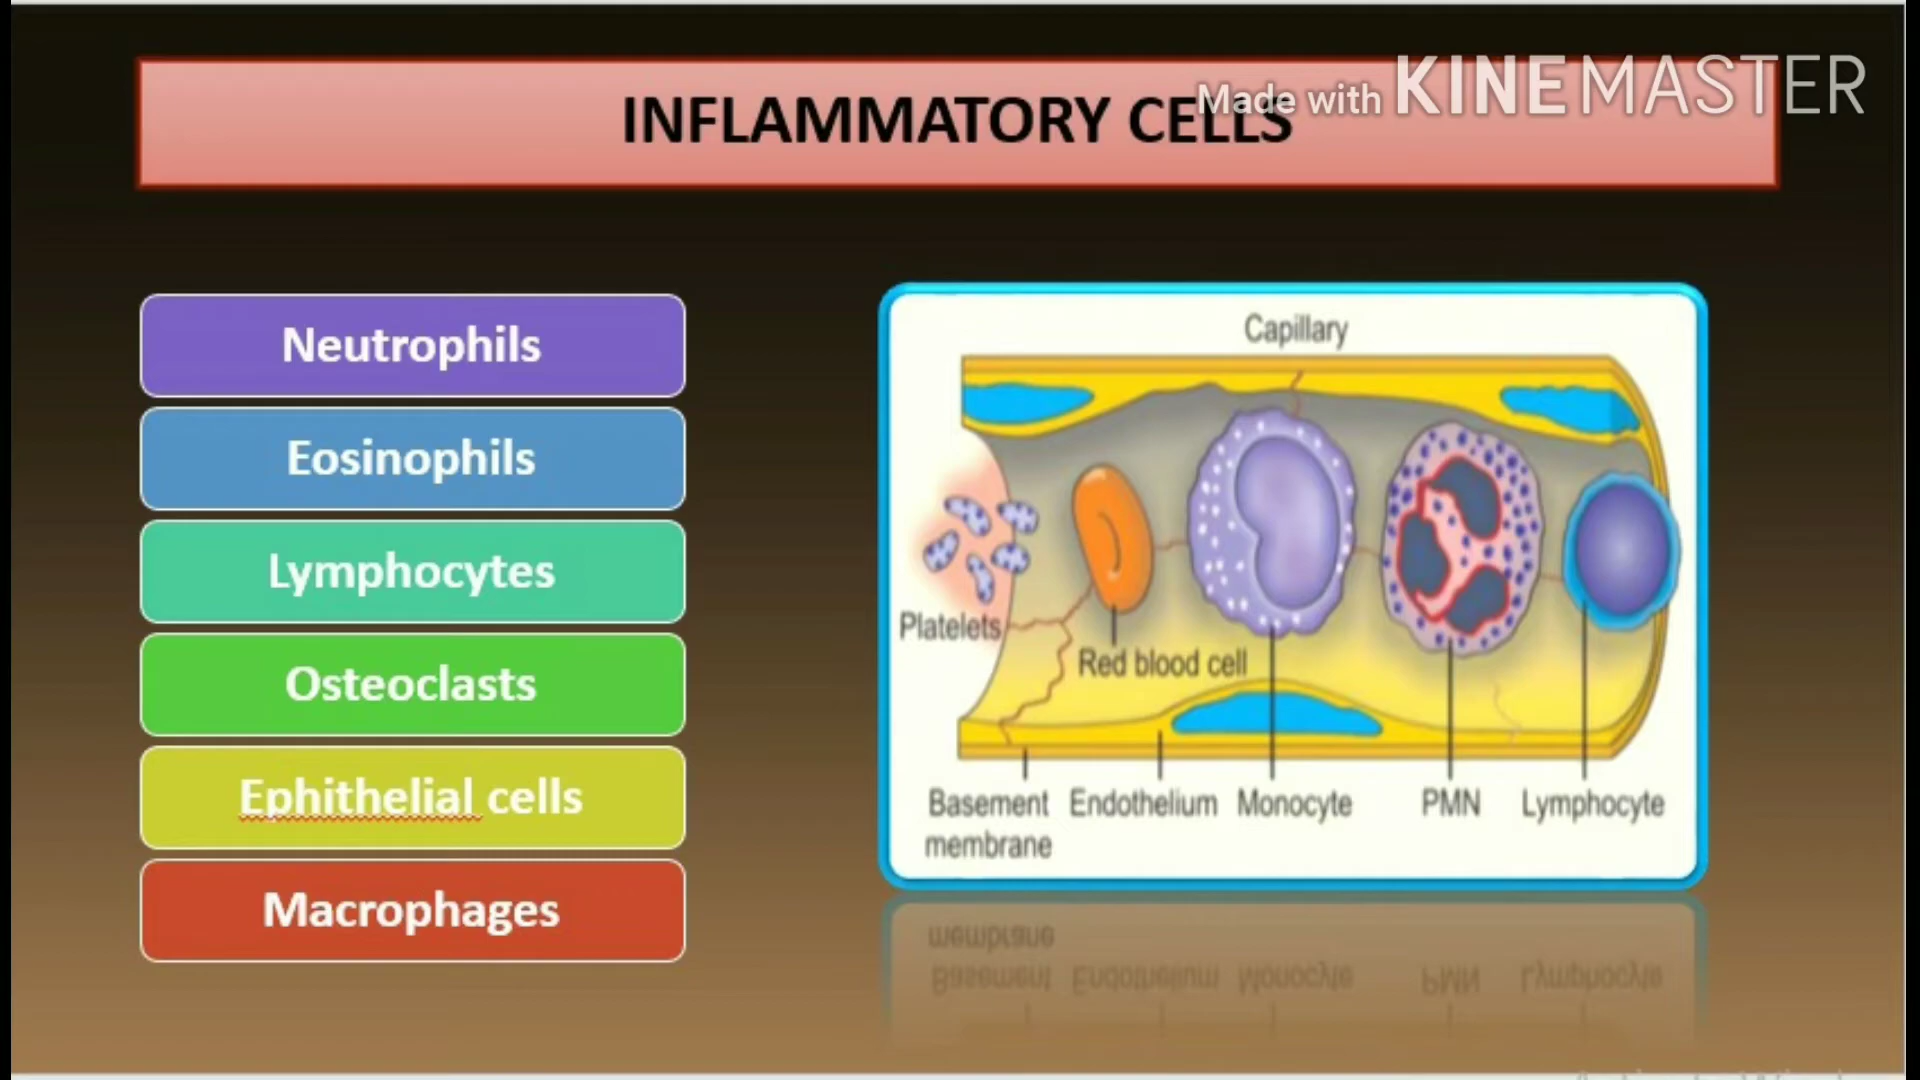 Made with KINEMASTER
INFLAMMATORY CELLS
Neutrophils
Eosinophils
Lymphocytes
Osteoclasts
Ephithelial cells
Macrophages
Capillary
Platelets
Red blood cell
Basement
membrane
Endothelium
Monocyte
PMN
Lymphocyte